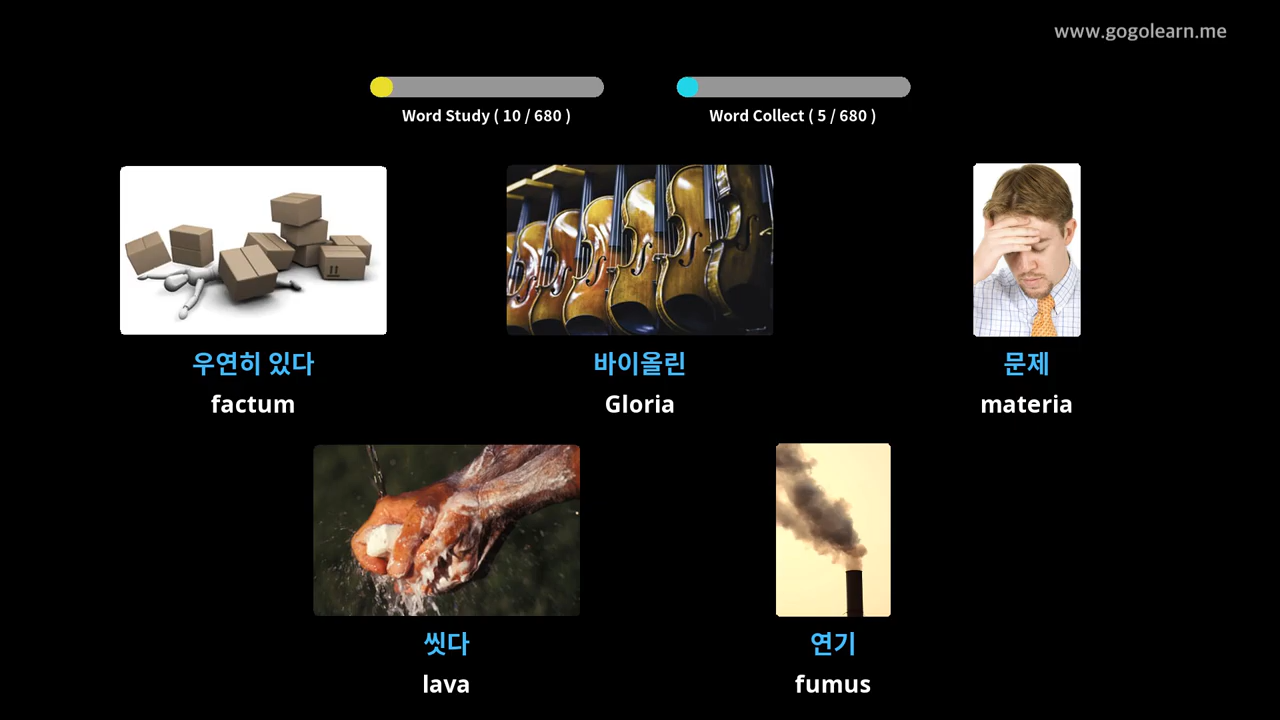 www.gogolearn.me
Word Study ( 10 / 680 )
Word Collect ( 5 / 680 )
우연히 있다
factum
바이올린
Gloria
문제
materia
씻다
lava
연기
fumus